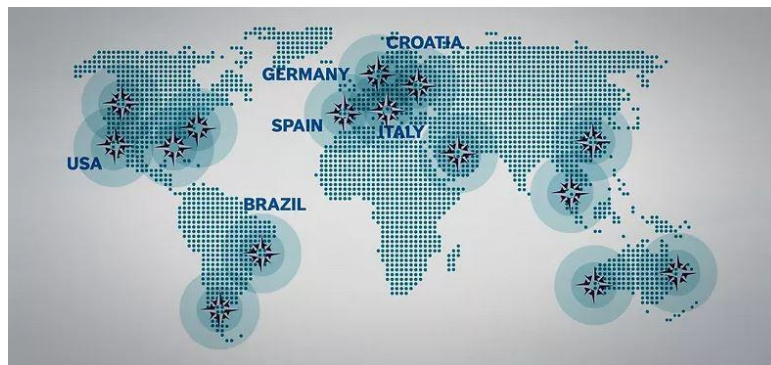 CROATIA
GERMANY
SPAIN
ITALY
USA
BRAZIL